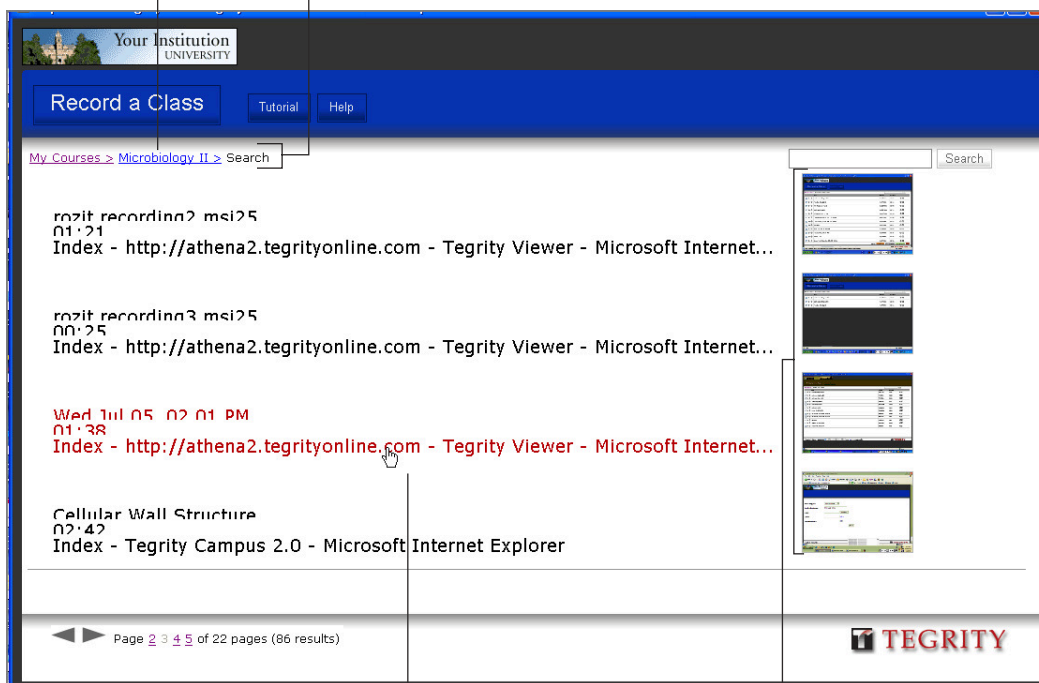 Your Institution
UNIVERSITY
Record a Class
Tutorial
Help
My Courses > Microbiology II > Search
Search
rozit recording2 msi25
01:21
Index - http://athena2.tegrityonline.com - Tegrity Viewer - Microsoft Internet...
rozit recording3 msi25
00:25
Index - http://athena2.tegrityonline.com - Tegrity Viewer - Microsoft Internet...
Wed Jul 05, 02 01 PM
01:38
Index - http://athena2.tegrityonline.com - Tegrity Viewer - Microsoft Internet...
Cellular Wall Structure
02:42
Index - Tegrity Campus 2.0 - Microsoft Internet Explorer
Page 2 3 4 5 of 22 pages (86 results)
TEGRITY